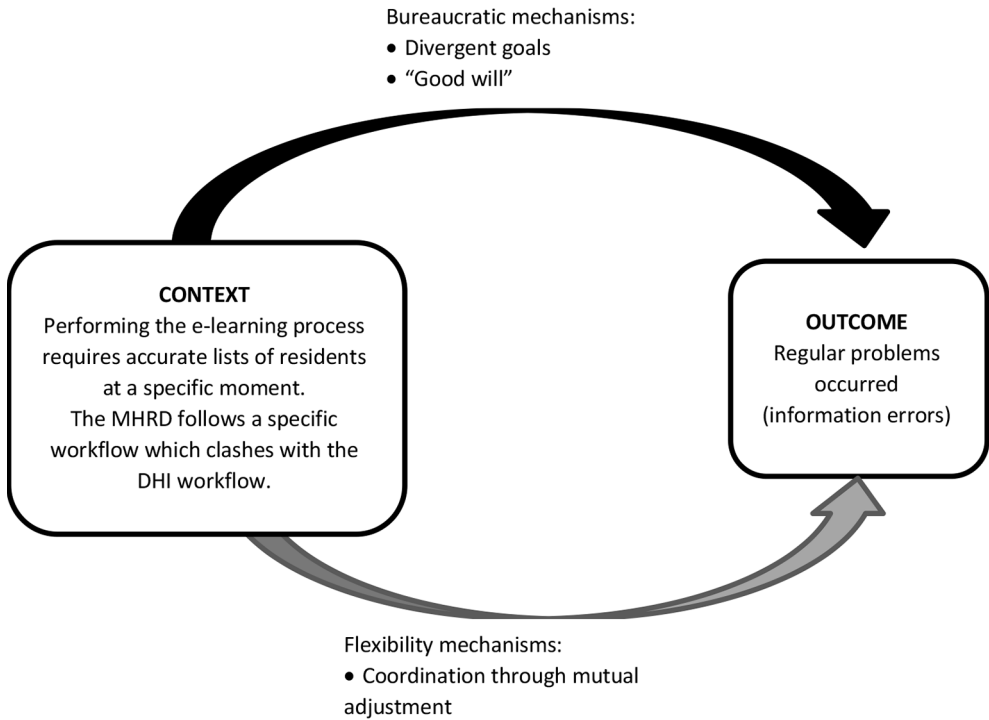 Bureaucratic mechanisms:
• Divergent goals
• “Good will”
CONTEXT
Performing the e-learning process
requires accurate lists of residents
at a specific moment.
The MHRD follows a specific
workflow which clashes with the
DHI workflow.
OUTCOME
Regular problems
occurred
(information errors)
Flexibility mechanisms:
• Coordination through mutual
adjustment